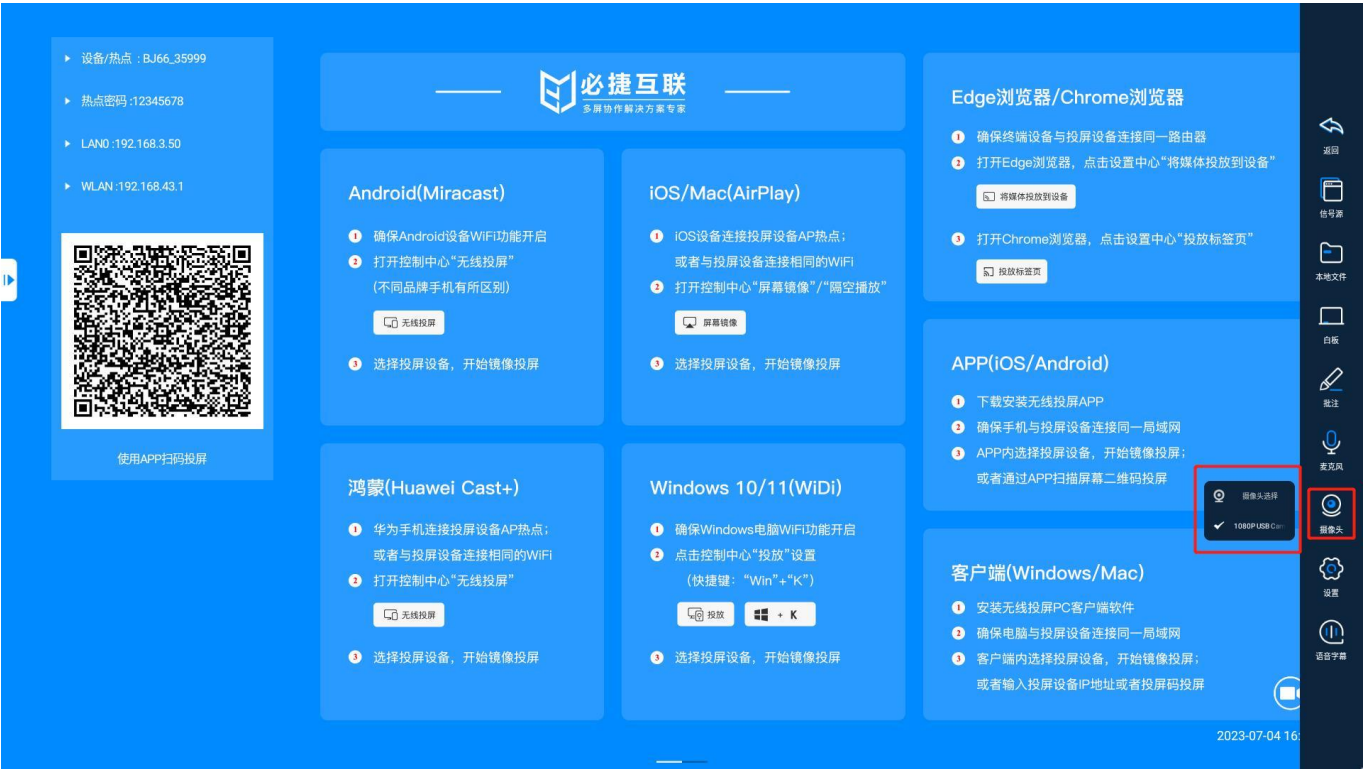 设备/热点 : BJ66_35999
热点密码 :12345678
LAN0 :192.168.3.50
WLAN :192.168.43.1
使用APP扫码投屏
必捷互联
多屏协作解决方案专家
Android(Miracast)
1 确保Android设备WiFi功能开启
2 打开控制中心“无线投屏”
(不同品牌手机有所区别)
无线投屏
3 选择投屏设备，开始镜像投屏
iOS/Mac(AirPlay)
1 iOS设备连接投屏设备AP热点；
或者与投屏设备连接相同的WiFi
2 打开控制中心“屏幕镜像”/“隔空播放”
屏幕镜像
3 选择投屏设备，开始镜像投屏
鸿蒙(Huawei Cast+)
1 华为手机连接投屏设备AP热点；
或者与投屏设备连接相同的WiFi
2 打开控制中心“无线投屏”
无线投屏
3 选择投屏设备，开始镜像投屏
Windows 10/11(WiDi)
1 确保Windows电脑WiFi功能开启
2 点击控制中心“投放”设置
（快捷键：“Win”+“K”）
投放 + K
3 选择投屏设备，开始镜像投屏
Edge浏览器/Chrome浏览器
1 确保终端设备与投屏设备连接同一路由器
2 打开Edge浏览器，点击设置中心“将媒体投放到设备”
将媒体投放到设备
3 打开Chrome浏览器，点击设置中心“投放标签页”
投放标签页
APP(iOS/Android)
1 下载安装无线投屏APP
2 确保手机与投屏设备连接同一局域网
3 APP内选择投屏设备，开始镜像投屏；
或者通过APP扫描屏幕二维码投屏
客户端(Windows/Mac)
1 安装无线投屏PC客户端软件
2 确保电脑与投屏设备连接同一局域网
3 客户端内选择投屏设备，开始镜像投屏；
或者输入投屏设备IP地址或者投屏码投屏
2023-07-04 16:
摄像头选择
1080P USB Cam
返回
信号源
本地文件
白板
批注
麦克风
摄像头
设置
语音字幕